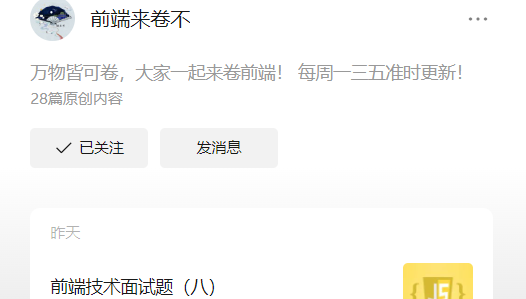 前端来卷不
万物皆可卷，大家一起来卷前端！ 每周一三五准时更新！
28篇原创内容
已关注
发消息
昨天
前端技术面试题（八）
{JS}